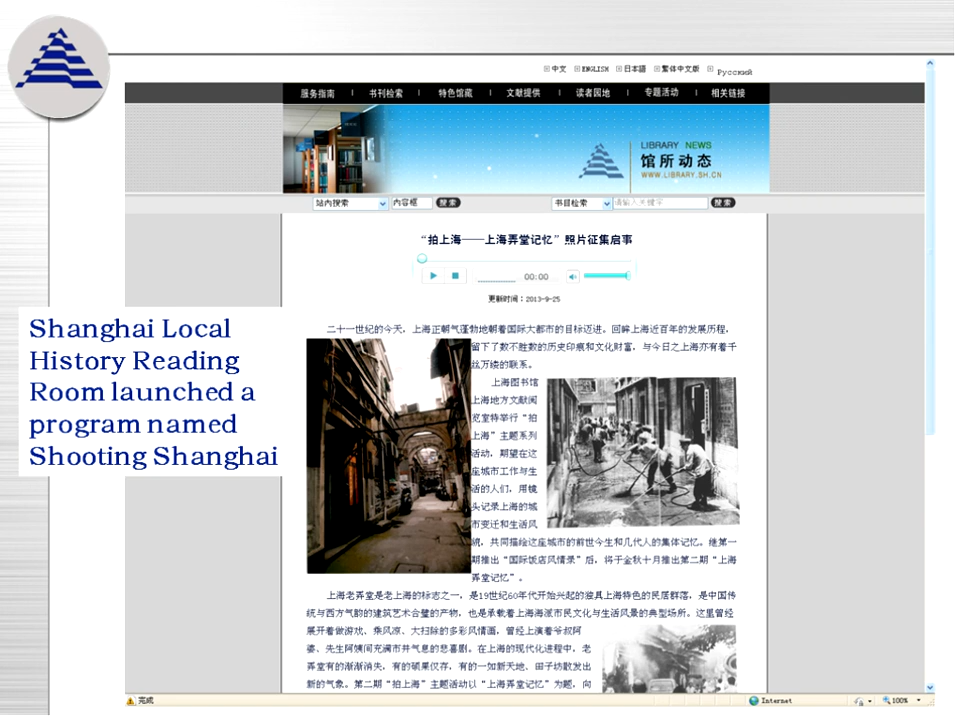 中文 ENGLISH 日本語 繁体中文版 Русский
服务指南 | 书刊检索 | 特色馆藏 | 文献提供 | 读者园地 | 专题活动 | 相关链接
LIBRARY NEWS
馆所动态
WWW.LIBRARY.SH.CN
站内搜索 内容框 搜索 书目检索 请输入关键字 搜索
“拍上海——上海弄堂记忆”照片征集启事
00:00
更新时间：2013-9-25
Shanghai Local
History Reading
Room launched a
program named
Shooting Shanghai
二十一世纪的今天，上海正朝气蓬勃地朝着国际大都市的目标迈进。回眸上海近百年的发展历程，
留下了数不胜数的历史印痕和文化财富，与今日之上海亦有着千
丝万缕的联系。
上海图书馆
上海地方文献阅
览室特举行“拍
上海”主题系列
活动，期望在这
座城市工作与生
活的人们，用镜
头记录上海的城
市变迁和生活风
貌，共同描绘这座城市的前世今生和几代人的集体记忆。继第一
期推出“国际饭店风情录”后，将于金秋十月推出第二期“上海
弄堂记忆”。
上海老弄堂是老上海的标志之一，是19世纪60年代开始兴起的独具上海特色的民居群落，是中国传
统与西方气韵的建筑艺术合璧的产物，也是承载着上海海派市民文化与生活风景的典型场所。这里曾经
展开着做游戏、乘风凉、大扫除的多彩风情画，曾经上演着爷叔阿
婆、先生阿姨间充满市井气息的悲喜剧。在上海的现代化进程中，老
弄堂有的渐渐消失，有的硕果仅存，有的一如新天地、田子坊散发出
新的气象。第二期“拍上海”主题活动以“上海弄堂记忆”为题，向
完成 Internet 100%